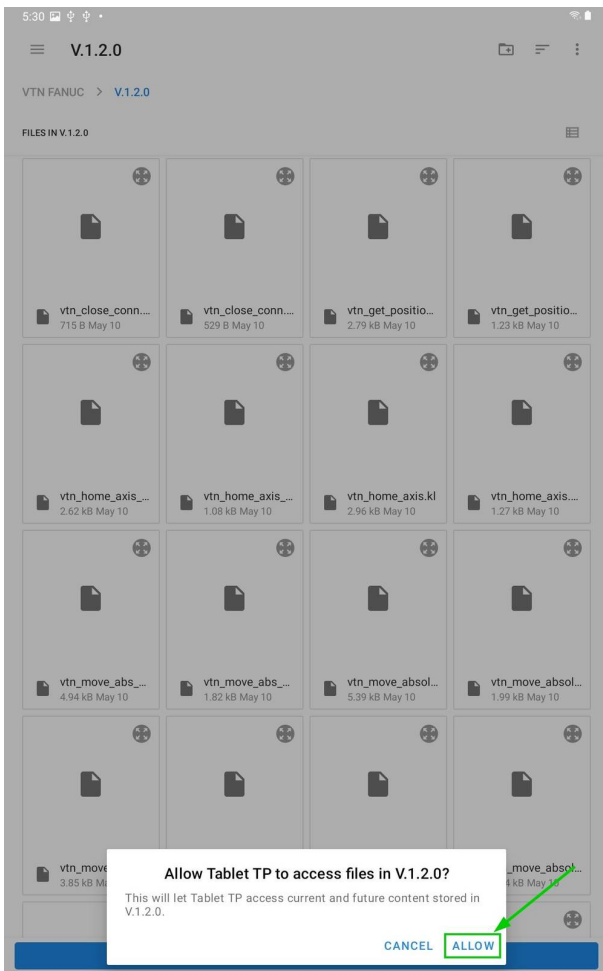 5:30
V.1.2.0
VTN FANUC > V.1.2.0
FILES IN V.1.2.0
vtn_close_conn....
715 B May 10
vtn_close_conn....
529 B May 10
vtn_get_positio...
2.79 kB May 10
vtn_get_positio...
1.23 kB May 10
vtn_home_axis_...
2.62 kB May 10
vtn_home_axis_...
1.08 kB May 10
vtn_home_axis.kl
2.96 kB May 10
vtn_home_axis....
1.27 kB May 10
vtn_move_abs_...
4.94 kB May 10
vtn_move_abs_...
1.82 kB May 10
vtn_move_absol...
5.39 kB May 10
vtn_move_absol...
1.99 kB May 10
vtn_move
3.85 kB Ma
_move_absol...
4 kB May 10
Allow Tablet TP to access files in V.1.2.0?
This will let Tablet TP access current and future content stored in
V.1.2.0.
CANCEL ALLOW